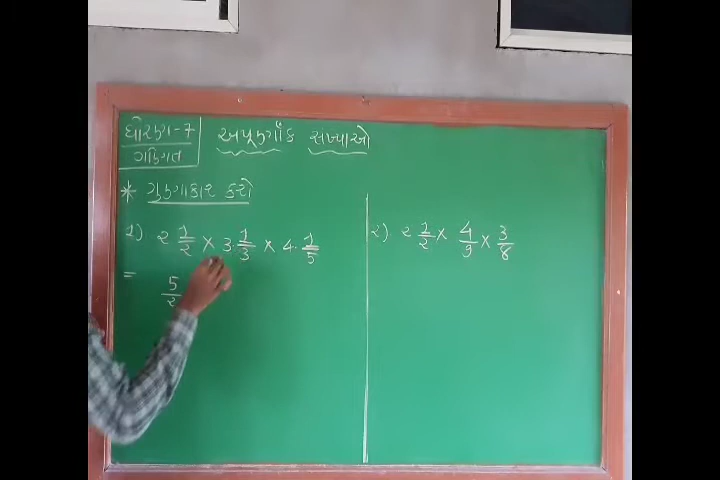 ધોરણ-7
ગણિત
અપૂર્ણાંક સંખ્યાઓ
* ગુણાકાર કરો
1) 2 1/2 × 3 1/3 × 4 1/5
= 5/2
2) 2 1/2 × 4/9 × 3/8